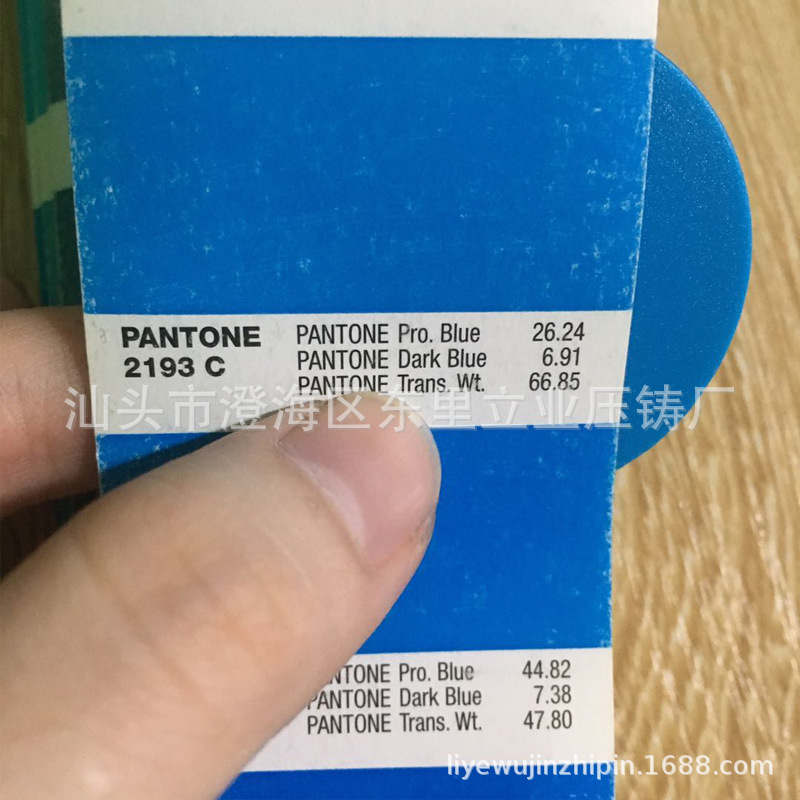 PANTONE
2193 C
PANTONE Pro. Blue 26.24
PANTONE Dark Blue 6.91
PANTONE Trans. Wt. 66.85
汕头市澄海区东里立业压铸厂
NTONE Pro. Blue 44.82
PANTONE Dark Blue 7.38
PANTONE Trans. Wt. 47.80
liyewujinzhipin.1688.com